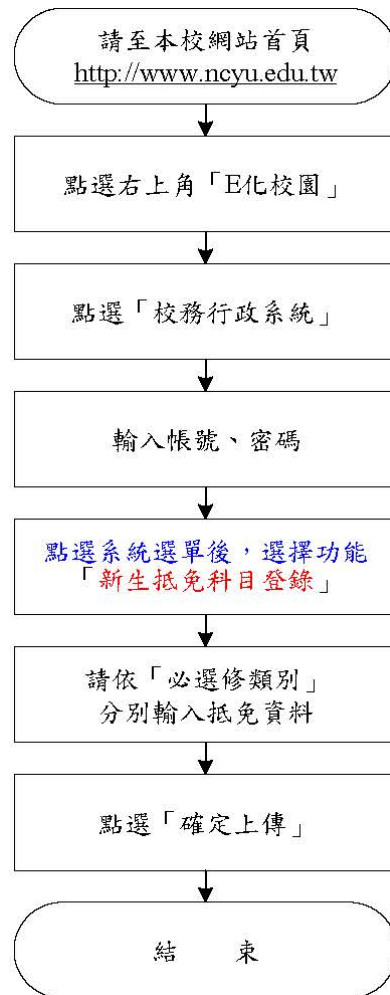 請至本校網站首頁
http://www.ncyu.edu.tw
點選右上角「E化校園」
點選「校務行政系統」
輸入帳號、密碼
點選系統選單後，選擇功能
「新生抵免科目登錄」
請依「必選修類別」
分別輸入抵免資料
點選「確定上傳」
結　　束